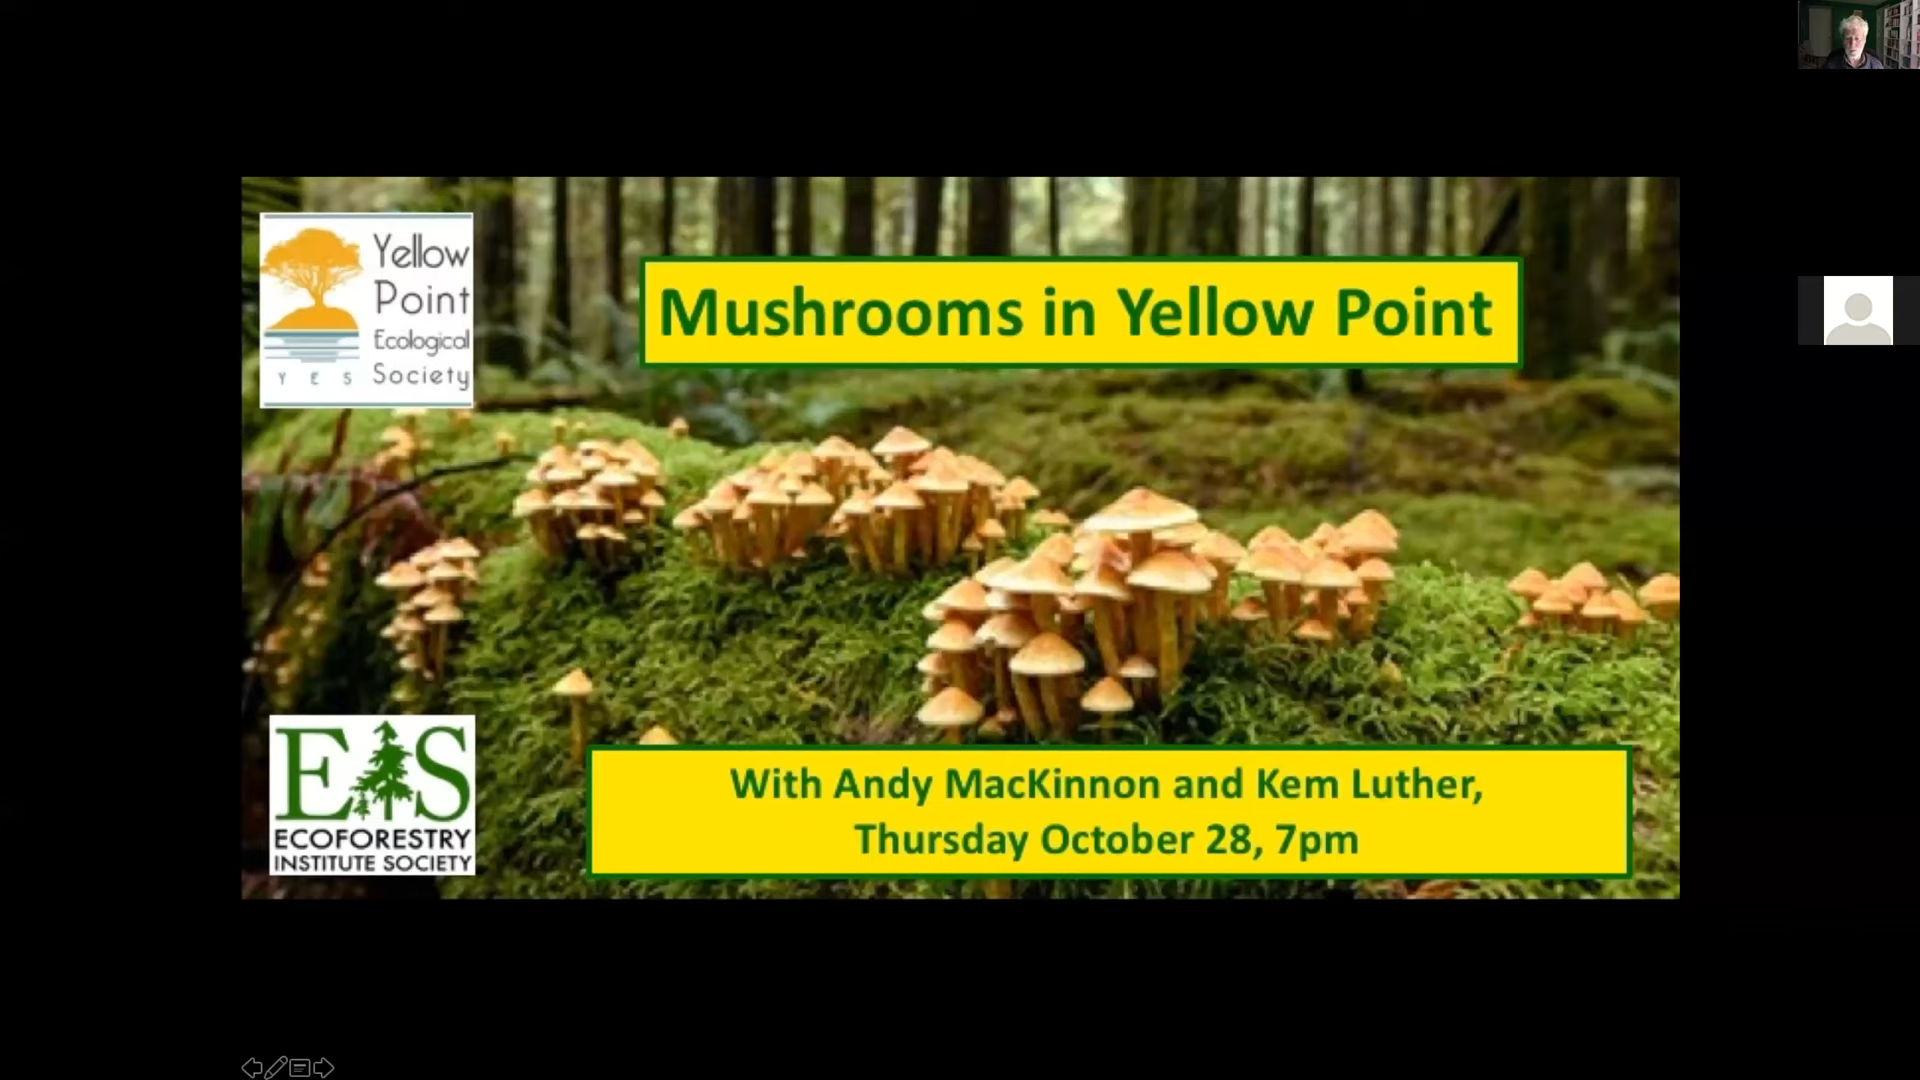 Yellow
Point
Ecological
Society
Y E S
Mushrooms in Yellow Point
EIS
ECOFORESTRY
INSTITUTE SOCIETY
With Andy MacKinnon and Kem Luther,
Thursday October 28, 7pm